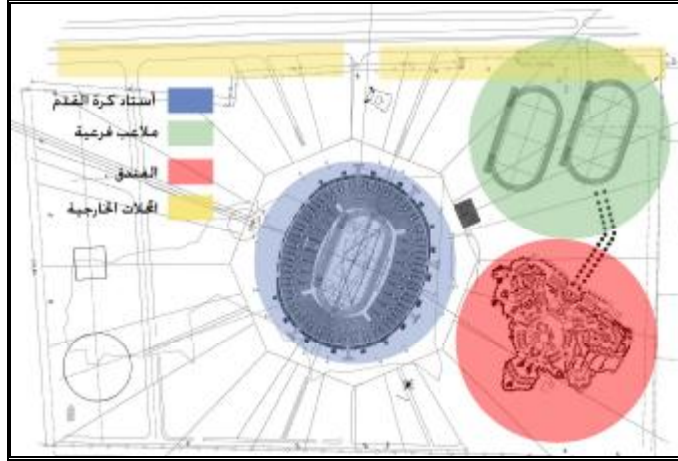 أستاد كرة القدم
ملاعب فرعية
الفندق
المحلات الخارجية